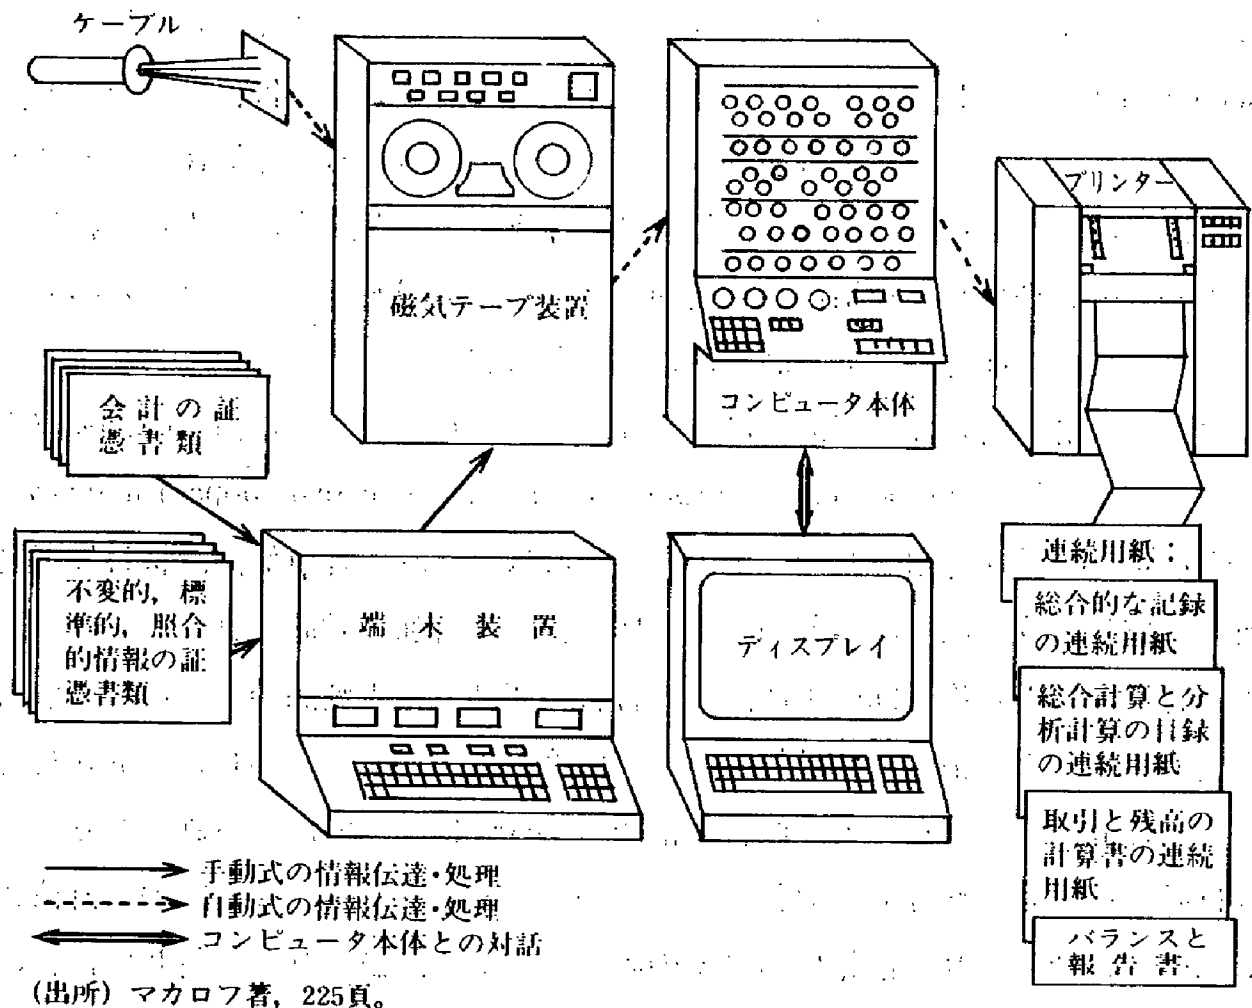 ケーブル
プリンター
磁気テープ装置
コンピュータ本体
会計の証
憑書類
不変的，標
準的，照合
的情報の証
憑書類
端末装置
ディスプレイ
連続用紙：
総合的な記録
の連続用紙
総合計算と分
析計算の目録
の連続用紙
取引と残高の
計算書の連続
用紙
バランスと
報告書
手動式の情報伝達・処理
自動式の情報伝達・処理
コンピュータ本体との対話
(出所) マカロフ著，225頁。